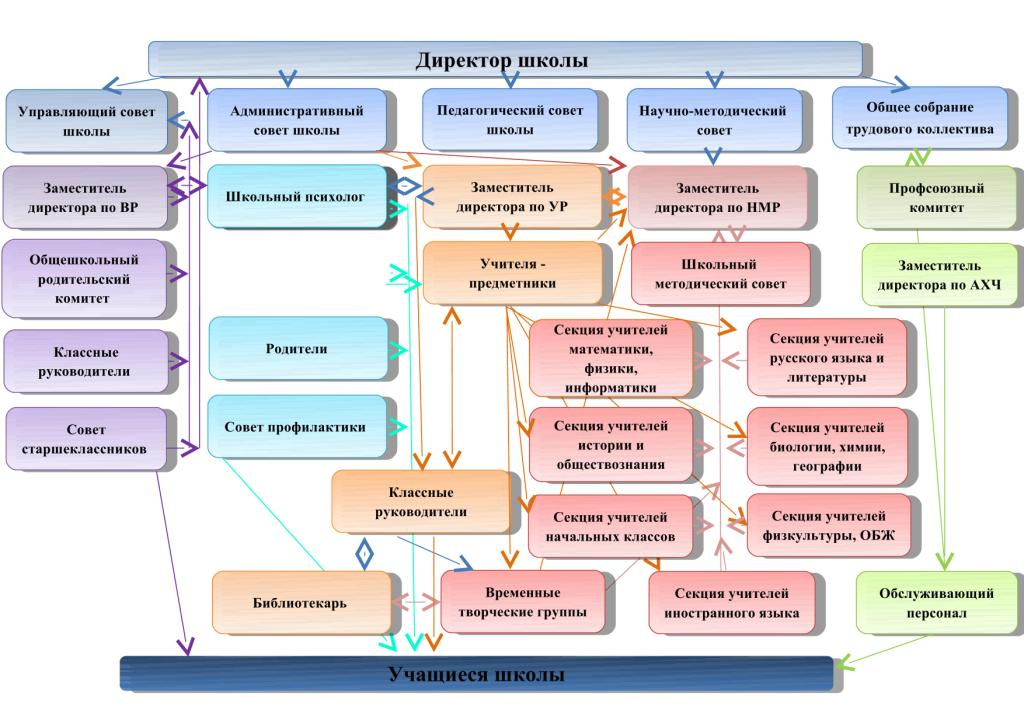 Директор школы
Управляющий совет
школы
Административный
совет школы
Педагогический совет
школы
Научно-методический
совет
Общее собрание
трудового коллектива
Заместитель
директора по ВР
Школьный психолог
Заместитель
директора по УР
Заместитель
директора по НМР
Профсоюзный
комитет
Общешкольный
родительский
комитет
Учителя -
предметники
Школьный
методический совет
Заместитель
директора по АХЧ
Классные
руководители
Родители
Секция учителей
математики,
физики,
информатики
Секция учителей
русского языка и
литературы
Совет
старшеклассников
Совет профилактики
Секция учителей
истории и
обществознания
Секция учителей
биологии, химии,
географии
Классные
руководители
Секция учителей
начальных классов
Секция учителей
физкультуры, ОБЖ
Библиотекарь
Временные
творческие группы
Секция учителей
иностранного языка
Обслуживающий
персонал
Учащиеся школы